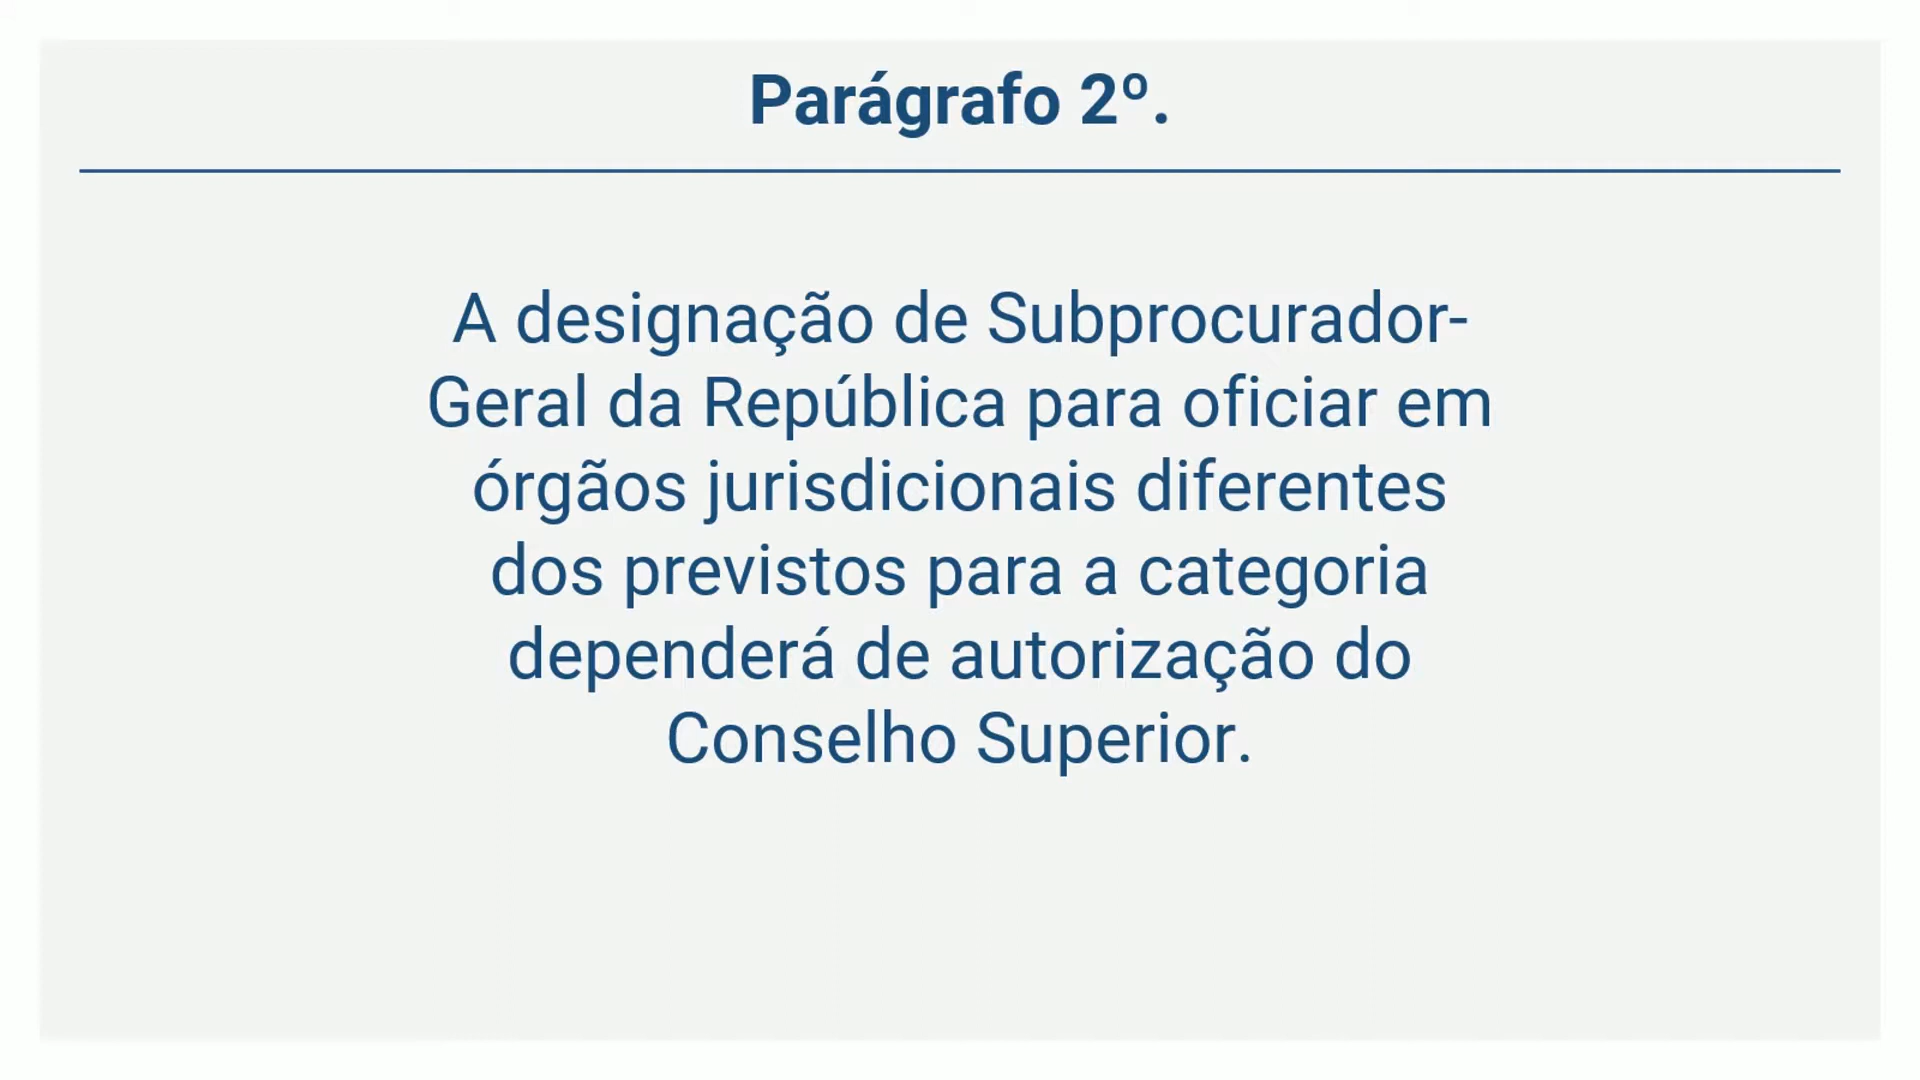 Parágrafo 2º.
A designação de Subprocurador-
Geral da República para oficiar em
órgãos jurisdicionais diferentes
dos previstos para a categoria
dependerá de autorização do
Conselho Superior.